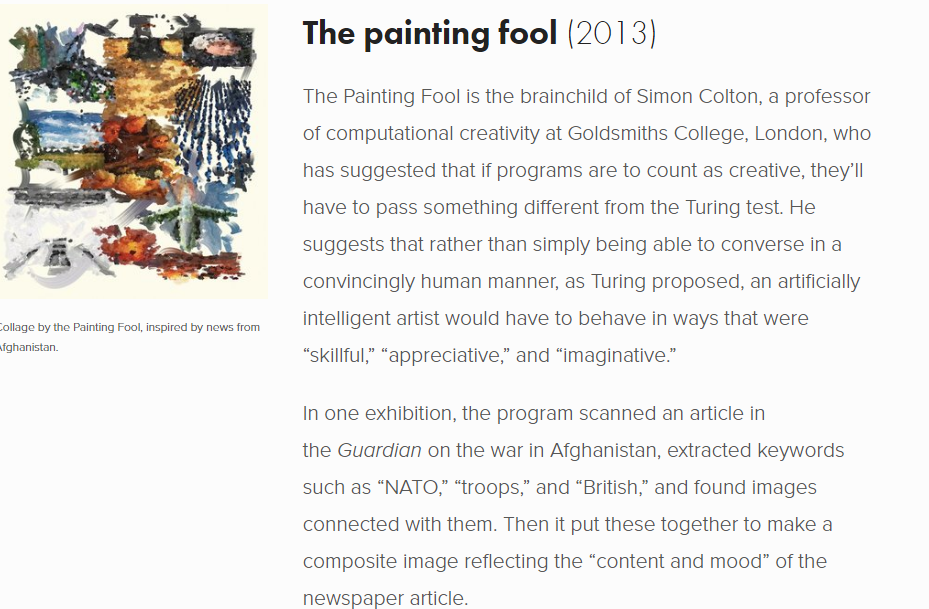 The painting fool (2013)
The Painting Fool is the brainchild of Simon Colton, a professor
of computational creativity at Goldsmiths College, London, who
has suggested that if programs are to count as creative, they’ll
have to pass something different from the Turing test. He
suggests that rather than simply being able to converse in a
convincingly human manner, as Turing proposed, an artificially
intelligent artist would have to behave in ways that were
“skillful,” “appreciative,” and “imaginative.”
In one exhibition, the program scanned an article in
the Guardian on the war in Afghanistan, extracted keywords
such as “NATO,” “troops,” and “British,” and found images
connected with them. Then it put these together to make a
composite image reflecting the “content and mood” of the
newspaper article.
Collage by the Painting Fool, inspired by news from
Afghanistan.